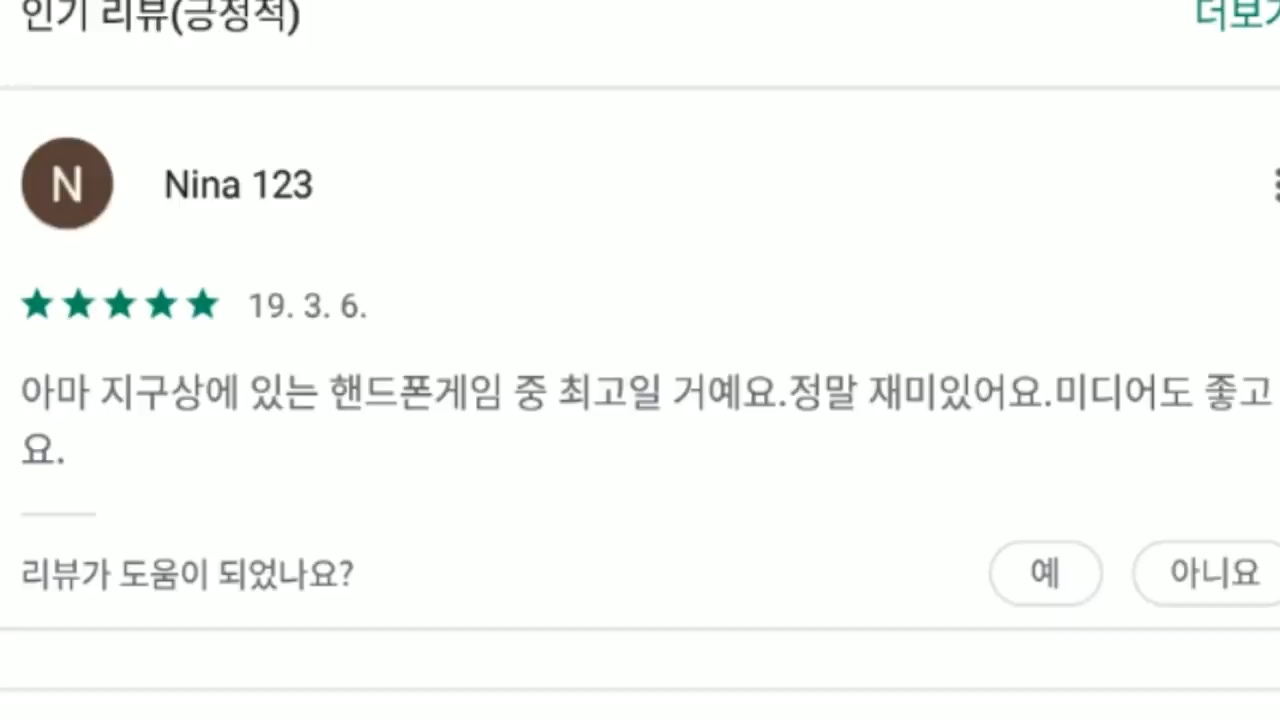 인기 리뷰(긍정적)
더보기
N
Nina 123
19. 3. 6.
아마 지구상에 있는 핸드폰게임 중 최고일 거예요.정말 재미있어요.미디어도 좋고
요.
리뷰가 도움이 되었나요?
예
아니요